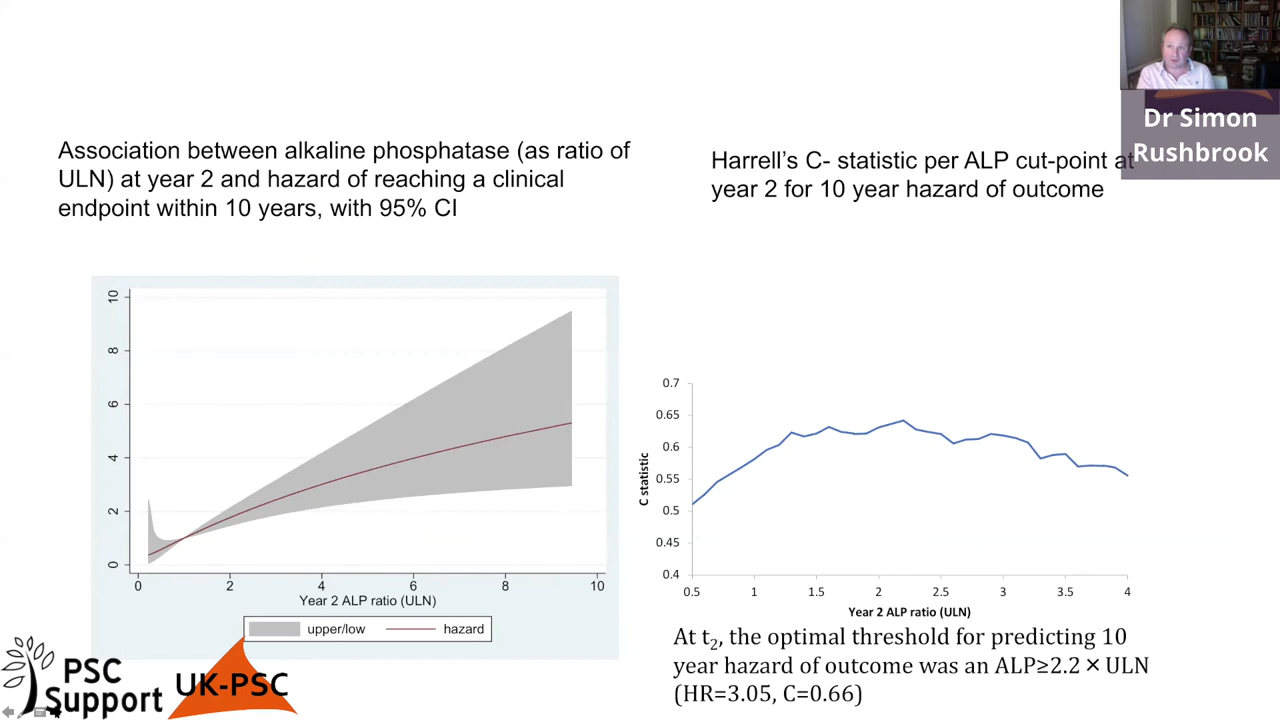 Dr Simon
Rushbrook
Association between alkaline phosphatase (as ratio of
ULN) at year 2 and hazard of reaching a clinical
endpoint within 10 years, with 95% CI
Harrell's C- statistic per ALP cut-point at
year 2 for 10 year hazard of outcome
10
8
6
4
2
0
0 2 4 6 8 10
Year 2 ALP ratio (ULN)
upper/low hazard
0.7
0.65
0.6
0.55
0.5
0.45
0.4
C statistic
0.5 1 1.5 2 2.5 3 3.5 4
Year 2 ALP ratio (ULN)
At t₂, the optimal threshold for predicting 10
year hazard of outcome was an ALP≥2.2 × ULN
(HR=3.05, C=0.66)
PSC
Support
UK-PSC